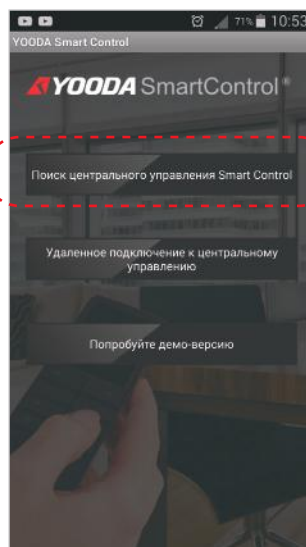 71% 10:53
YOODA Smart Control
YOODA SmartControl®
Поиск центрального управления Smart Control
Удаленное подключение к центральному
управлению
Попробуйте демо-версию